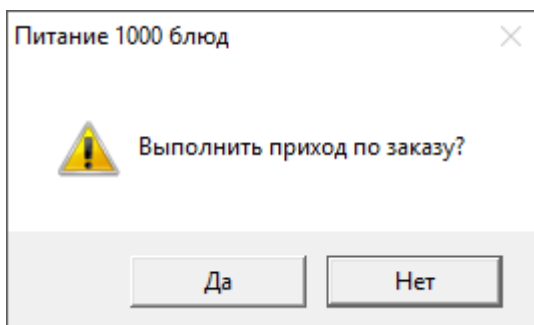 Питание 1000 блюд
Выполнить приход по заказу?
Да
Нет